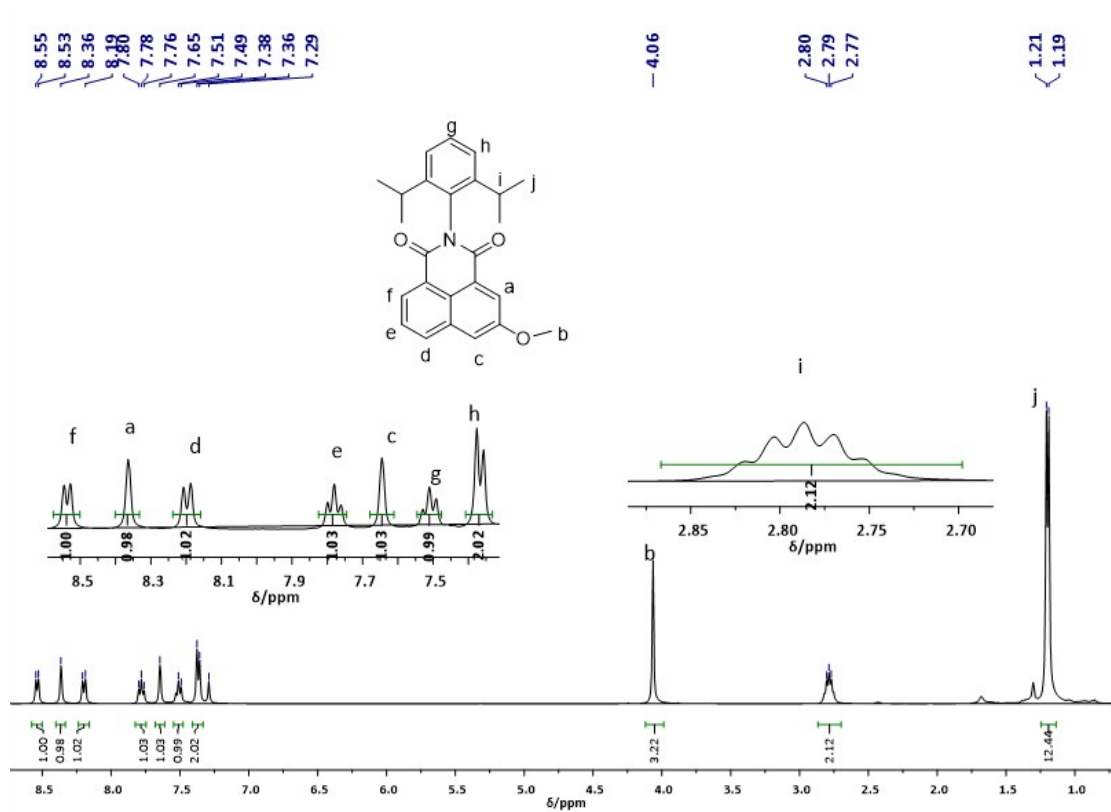 8.55 8.53 8.36 8.19 7.80 7.78 7.76 7.65 7.51 7.49 7.38 7.36 7.29 4.06 2.80 2.79 2.77 1.21 1.19
g
h
i j
N
O O
f a
e
O b
d c
i
f a d e c g h
j
1.00 0.98 1.02 1.03 1.03 0.99 2.02
8.5 8.3 8.1 7.9 7.7 7.5
δ/ppm
2.12
2.85 2.80 2.75 2.70
δ/ppm
b
1.00 0.98 1.02 1.03 1.03 0.99 2.02 3.22 2.12 12.44
8.5 8.0 7.5 7.0 6.5 6.0 5.5 5.0 4.5 4.0 3.5 3.0 2.5 2.0 1.5 1.0
δ/ppm